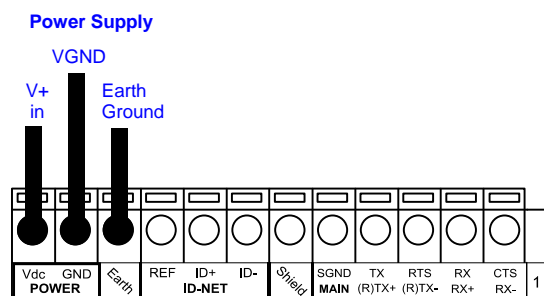 Power Supply
VGND
V+
in
Earth
Ground
Vdc GND Earth REF ID+ ID- Shield SGND TX RTS RX CTS 1
POWER ID-NET MAIN (R)TX+ (R)TX- RX+ RX-